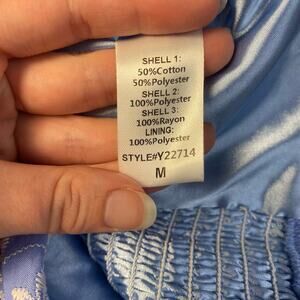 SHELL 1:
50%Cotton
50%Polyester
SHELL 2:
100%Polyester
SHELL 3:
100%Rayon
LINING:
100%Polyester
STYLE#Y22714
M